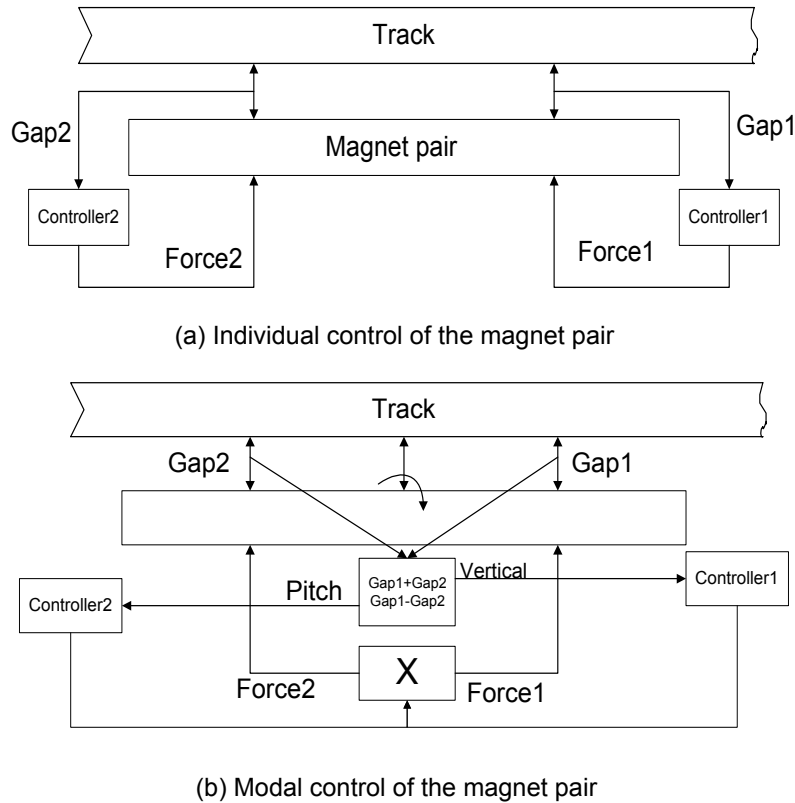 Track
Gap2
Gap1
Magnet pair
Controller2
Controller1
Force2
Force1
(a) Individual control of the magnet pair
Track
Gap2
Gap1
Gap1+Gap2
Gap1-Gap2
Vertical
Controller1
Pitch
Controller2
X
Force2
Force1
(b) Modal control of the magnet pair